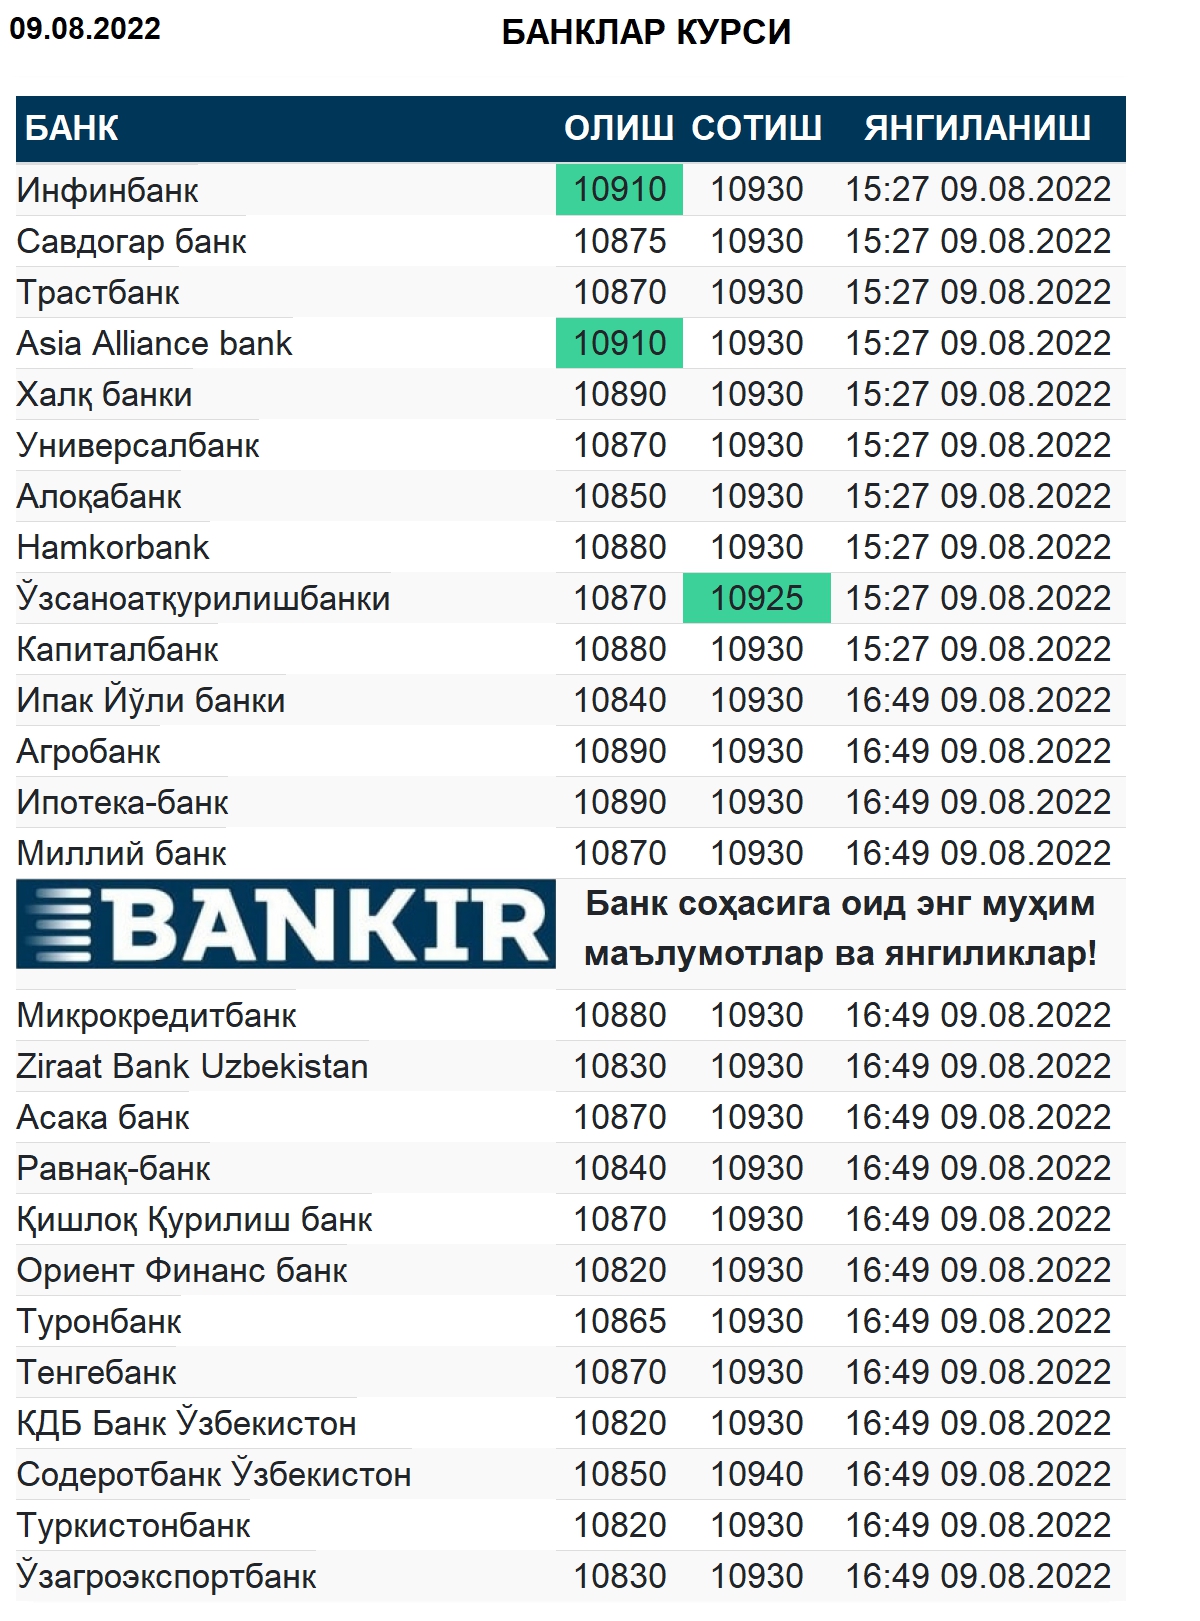 09.08.2022 БАНКЛАР КУРСИ
БАНК ОЛИШ СОТИШ ЯНГИЛАНИШ
Инфинбанк 10910 10930 15:27 09.08.2022
Савдогар банк 10875 10930 15:27 09.08.2022
Трастбанк 10870 10930 15:27 09.08.2022
Asia Alliance bank 10910 10930 15:27 09.08.2022
Халқ банки 10890 10930 15:27 09.08.2022
Универсалбанк 10870 10930 15:27 09.08.2022
Алоқабанк 10850 10930 15:27 09.08.2022
Hamkorbank 10880 10930 15:27 09.08.2022
Ўзсаноатқурилишбанки 10870 10925 15:27 09.08.2022
Капиталбанк 10880 10930 15:27 09.08.2022
Ипак Йўли банки 10840 10930 16:49 09.08.2022
Агробанк 10890 10930 16:49 09.08.2022
Ипотека-банк 10890 10930 16:49 09.08.2022
Миллий банк 10870 10930 16:49 09.08.2022
BANKIR Банк соҳасига оид энг муҳим
маълумотлар ва янгиликлар!
Микрокредитбанк 10880 10930 16:49 09.08.2022
Ziraat Bank Uzbekistan 10830 10930 16:49 09.08.2022
Асака банк 10870 10930 16:49 09.08.2022
Равнақ-банк 10840 10930 16:49 09.08.2022
Қишлоқ Қурилиш банк 10870 10930 16:49 09.08.2022
Ориент Финанс банк 10820 10930 16:49 09.08.2022
Туронбанк 10865 10930 16:49 09.08.2022
Тенгебанк 10870 10930 16:49 09.08.2022
КДБ Банк Ўзбекистон 10820 10930 16:49 09.08.2022
Содеротбанк Ўзбекистон 10850 10940 16:49 09.08.2022
Туркистонбанк 10820 10930 16:49 09.08.2022
Ўзагроэкспортбанк 10830 10930 16:49 09.08.2022